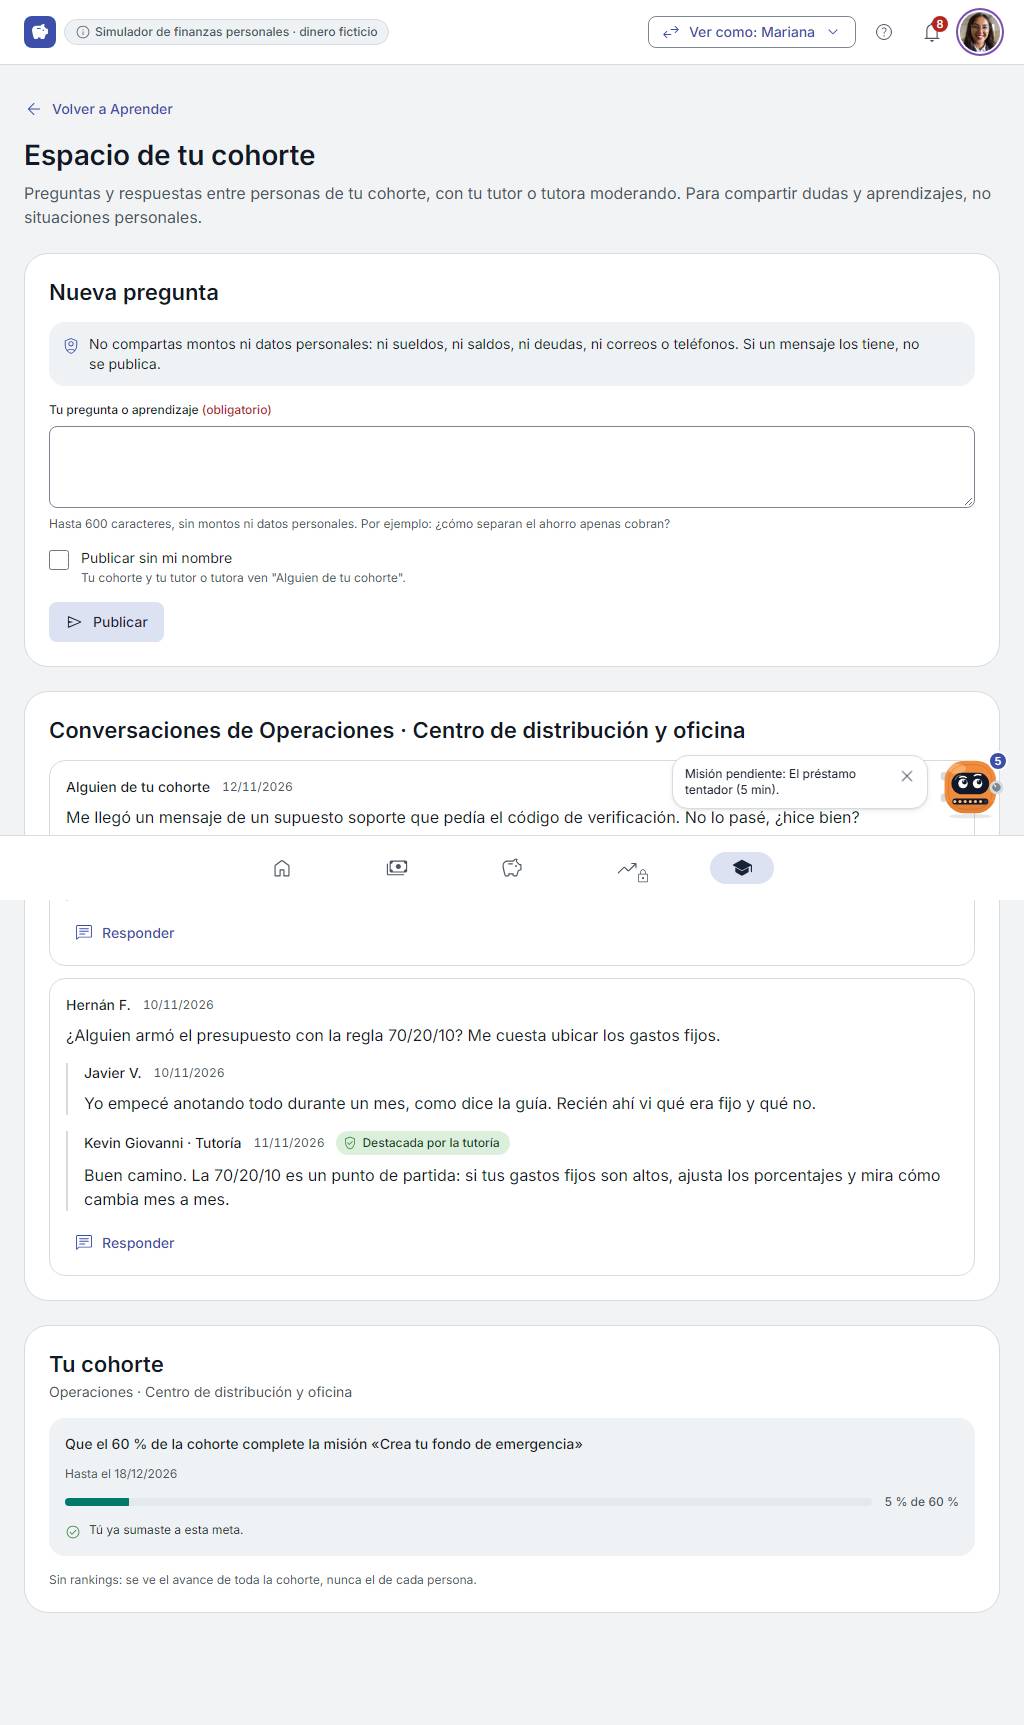 Simulador de finanzas personales · dinero ficticio
Ver como: Mariana
8
Volver a Aprender
Espacio de tu cohorte
Preguntas y respuestas entre personas de tu cohorte, con tu tutor o tutora moderando. Para compartir dudas y aprendizajes, no
situaciones personales.
Nueva pregunta
No compartas montos ni datos personales: ni sueldos, ni saldos, ni deudas, ni correos o teléfonos. Si un mensaje los tiene, no
se publica.
Tu pregunta o aprendizaje (obligatorio)
Hasta 600 caracteres, sin montos ni datos personales. Por ejemplo: ¿cómo separan el ahorro apenas cobran?
Publicar sin mi nombre
Tu cohorte y tu tutor o tutora ven "Alguien de tu cohorte".
Publicar
Conversaciones de Operaciones · Centro de distribución y oficina
Alguien de tu cohorte 12/11/2026
Misión pendiente: El préstamo
tentador (5 min).
5
Me llegó un mensaje de un supuesto soporte que pedía el código de verificación. No lo pasé, ¿hice bien?
Responder
Hernán F. 10/11/2026
¿Alguien armó el presupuesto con la regla 70/20/10? Me cuesta ubicar los gastos fijos.
Javier V. 10/11/2026
Yo empecé anotando todo durante un mes, como dice la guía. Recién ahí vi qué era fijo y qué no.
Kevin Giovanni · Tutoría 11/11/2026 Destacada por la tutoría
Buen camino. La 70/20/10 es un punto de partida: si tus gastos fijos son altos, ajusta los porcentajes y mira cómo
cambia mes a mes.
Responder
Tu cohorte
Operaciones · Centro de distribución y oficina
Que el 60 % de la cohorte complete la misión «Crea tu fondo de emergencia»
Hasta el 18/12/2026
5 % de 60 %
Tú ya sumaste a esta meta.
Sin rankings: se ve el avance de toda la cohorte, nunca el de cada persona.